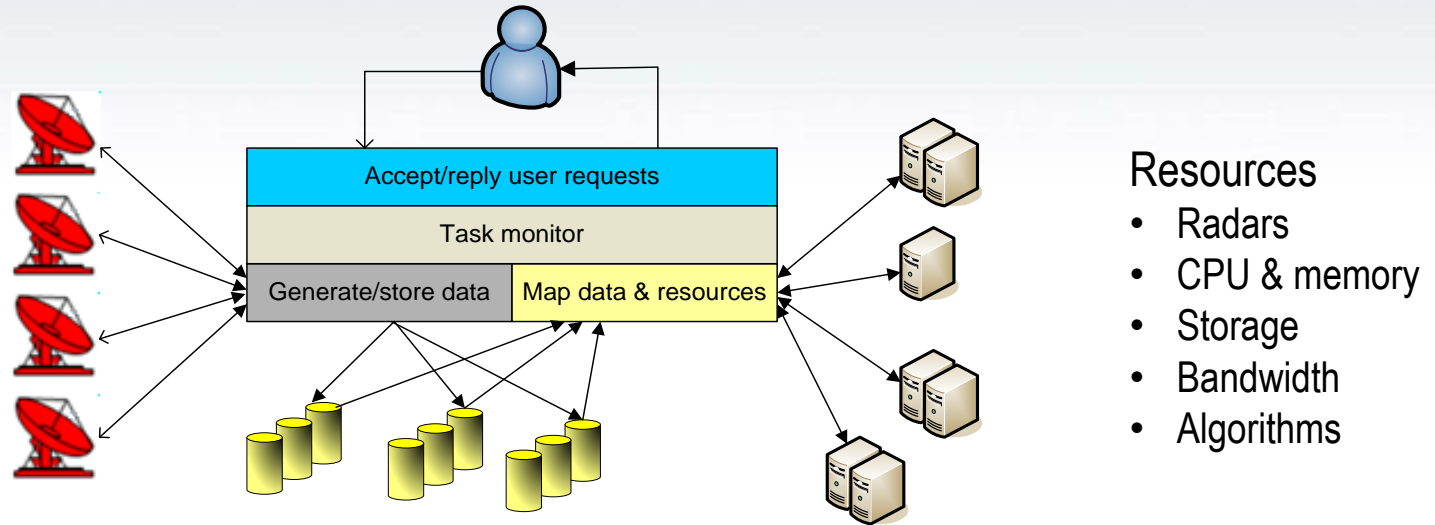 Accept/reply user requests
Task monitor
Generate/store data
Map data & resources
Resources
• Radars
• CPU & memory
• Storage
• Bandwidth
• Algorithms